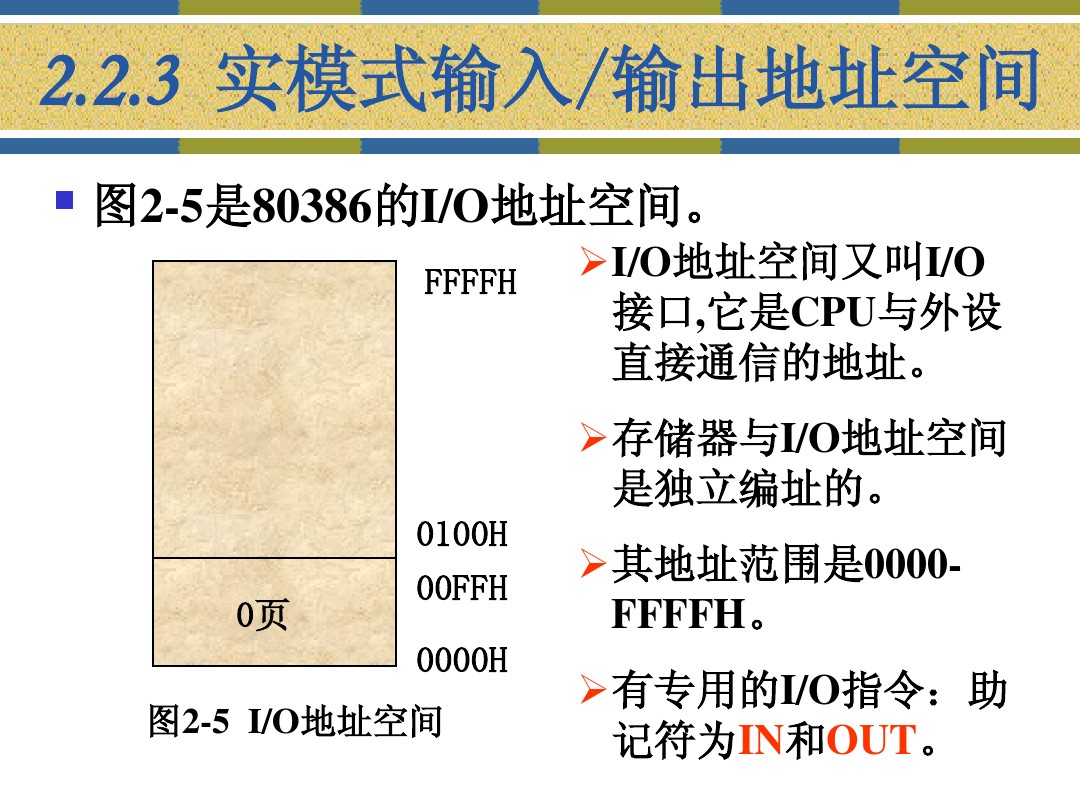 2.2.3 实模式输入/输出地址空间
图2-5是80386的I/O地址空间。
FFFFH
0100H
00FFH
0页
0000H
图2-5 I/O地址空间
I/O地址空间又叫I/O
接口,它是CPU与外设
直接通信的地址。
存储器与I/O地址空间
是独立编址的。
其地址范围是0000-
FFFFH。
有专用的I/O指令：助
记符为IN和OUT。